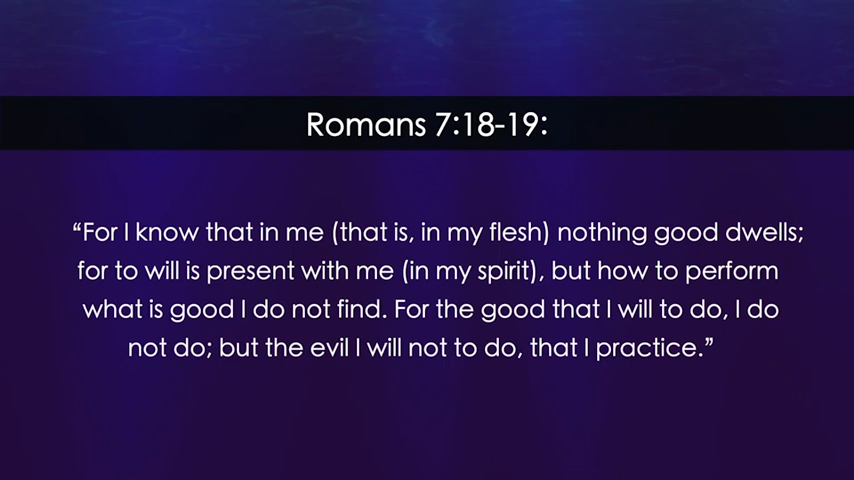 Romans 7:18-19:
“For I know that in me (that is, in my flesh) nothing good dwells;
for to will is present with me (in my spirit), but how to perform
what is good I do not find. For the good that I will to do, I do
not do; but the evil I will not to do, that I practice.”